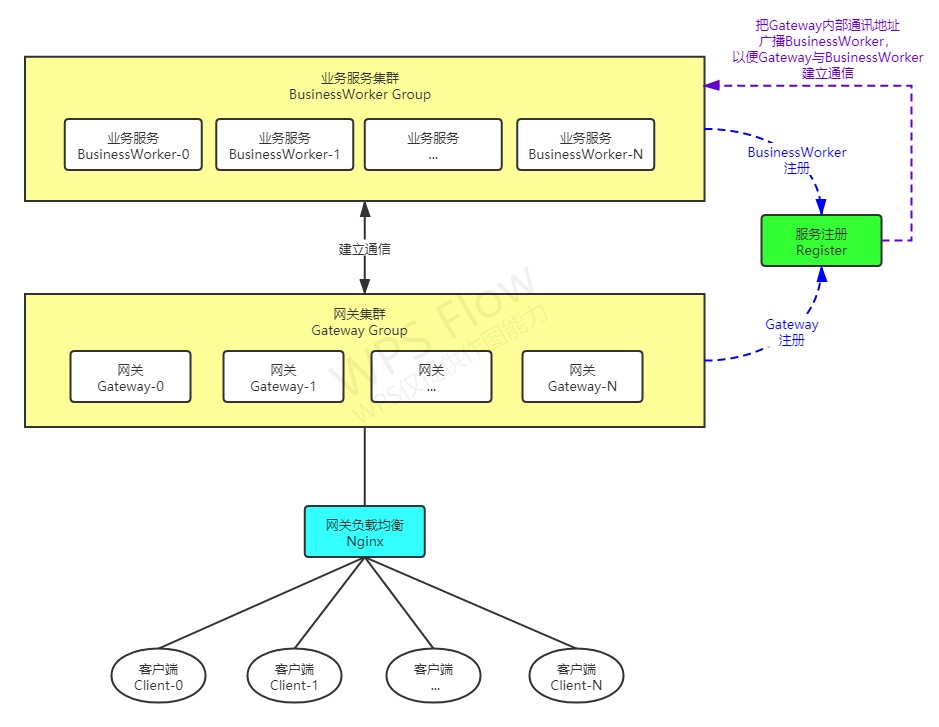 把Gateway内部通讯地址
广播BusinessWorker，
以便Gateway与BusinessWorker
建立通信
业务服务集群
BusinessWorker Group
业务服务
BusinessWorker-0
业务服务
BusinessWorker-1
业务服务
...
业务服务
BusinessWorker-N
BusinessWorker
注册
服务注册
Register
建立通信
网关集群
Gateway Group
Gateway
注册
网关
Gateway-0
网关
Gateway-1
网关
...
网关
Gateway-N
WPS Flow
WPS仅提供作图能力
网关负载均衡
Nginx
客户端
Client-0
客户端
Client-1
客户端
...
客户端
Client-N